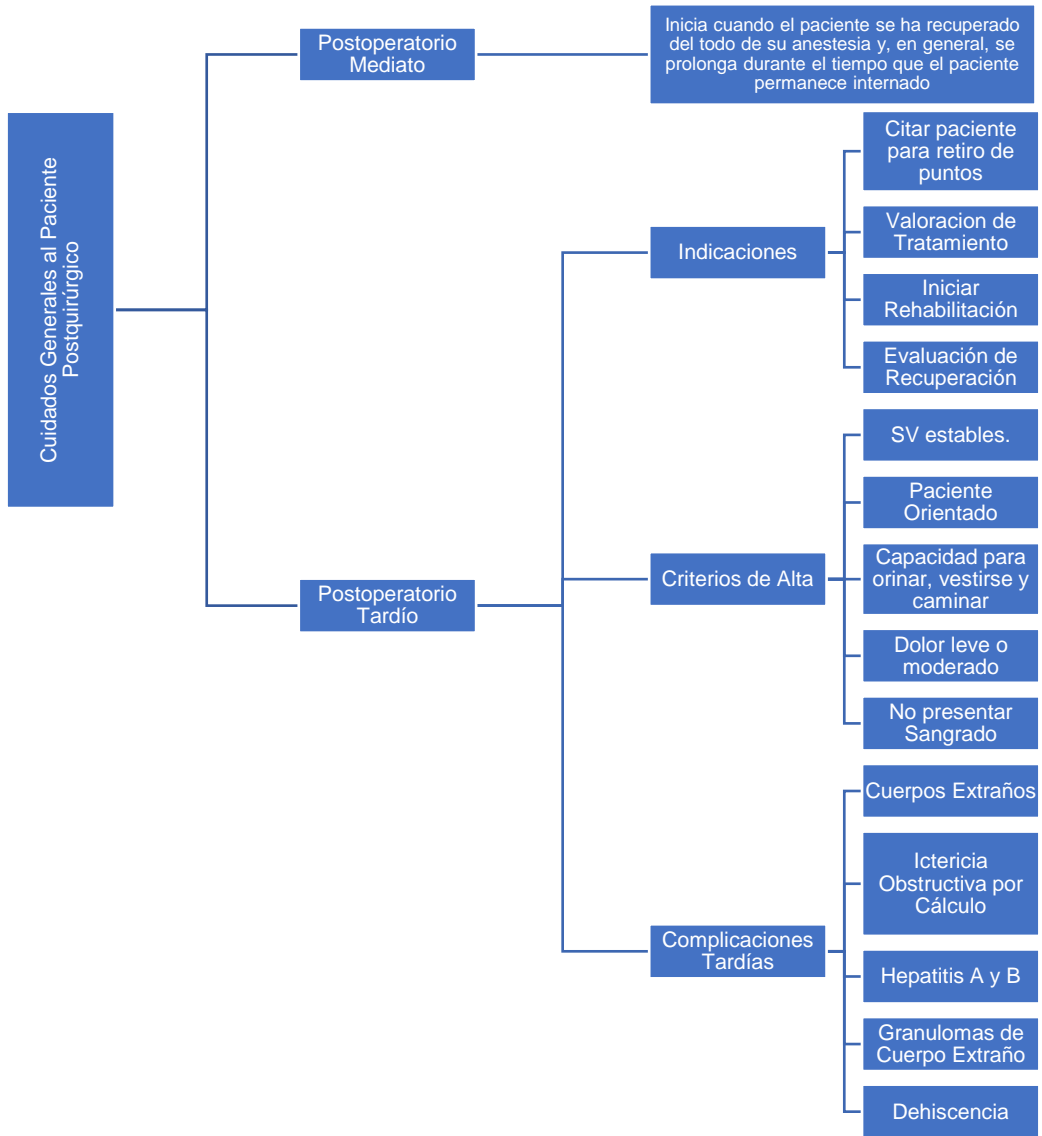 Cuidados Generales al Paciente
Postquirúrgico
Postoperatorio
Mediato
Inicia cuando el paciente se ha recuperado
del todo de su anestesia y, en general, se
prolonga durante el tiempo que el paciente
permanece internado
Postoperatorio
Tardío
Indicaciones
Citar paciente
para retiro de
puntos
Valoracion de
Tratamiento
Iniciar
Rehabilitación
Evaluación de
Recuperación
Criterios de Alta
SV estables.
Paciente
Orientado
Capacidad para
orinar, vestirse y
caminar
Dolor leve o
moderado
No presentar
Sangrado
Complicaciones
Tardías
Cuerpos Extraños
Ictericia
Obstructiva por
Cálculo
Hepatitis A y B
Granulomas de
Cuerpo Extraño
Dehiscencia